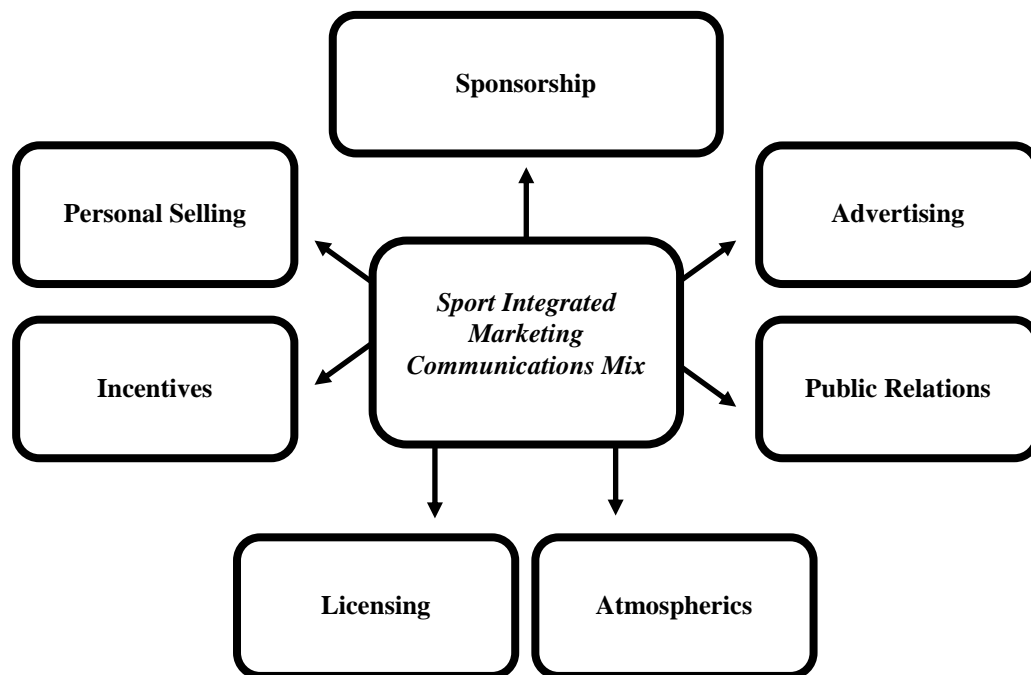 Sponsorship
Personal Selling
Advertising
Sport Integrated
Marketing
Communications Mix
Incentives
Public Relations
Licensing
Atmospherics